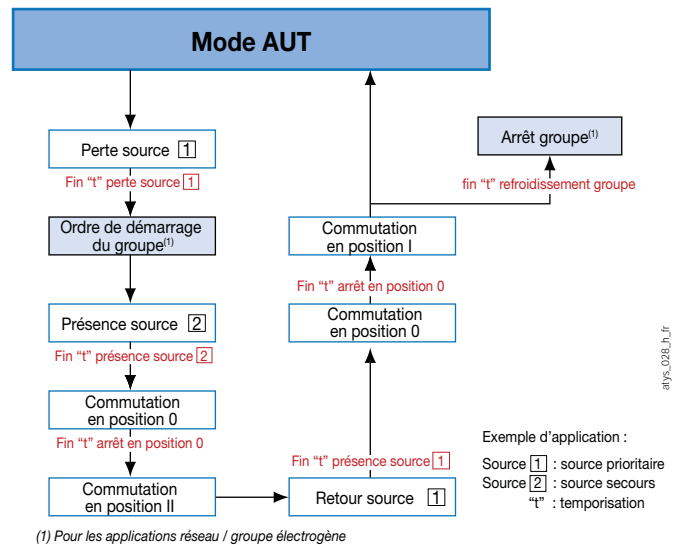 Mode AUT
Perte source 1
Fin “t” perte source 1
Ordre de démarrage
du groupe(1)
Présence source 2
Fin “t” présence source 2
Commutation
en position 0
Fin “t” arrêt en position 0
Commutation
en position II
Retour source 1
Fin “t” présence source 1
Commutation
en position 0
Fin “t” arrêt en position 0
Commutation
en position I
fin “t” refroidissement groupe
Arrêt groupe(1)
atys_028_h_fr
Exemple d’application :
Source 1 : source prioritaire
Source 2 : source secours
“t” : temporisation
(1) Pour les applications réseau / groupe électrogène